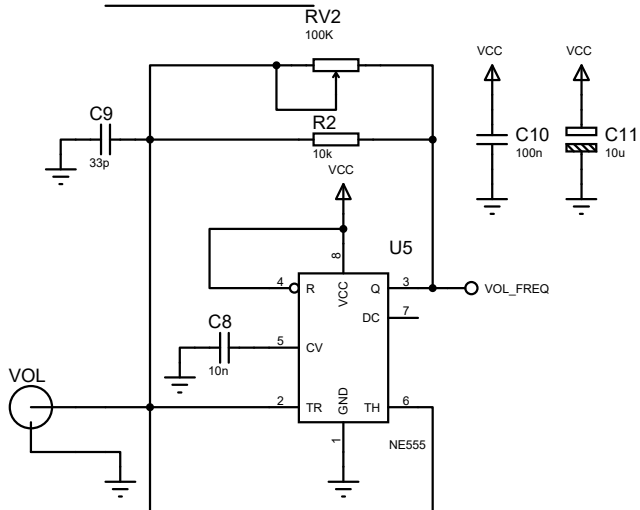 RV2
100K
VCC
VCC
C9
33p
R2
10k
C10
100n
C11
10u
VCC
U5
8
4
R
VCC
Q
3
VOL_FREQ
DC
7
C8
10n
5
CV
VOL
2
TR
GND
TH
6
1
NE555